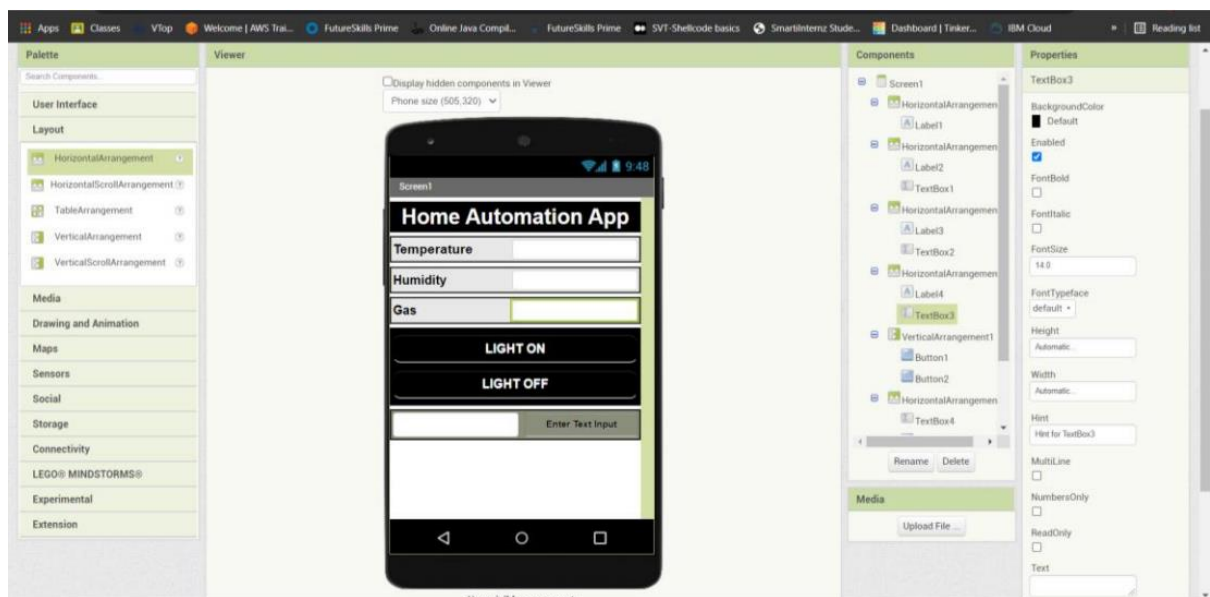 Apps Classes VTop Welcome | AWS Trai... FutureSkills Prime Online Java Compil... FutureSkills Prime SVT-Shellcode basics SmartiInternz Stude... Dashboard | Tinker... IBM Cloud » Reading list
Palette
Search Components...
User Interface
Layout
HorizontalArrangement ?
HorizontalScrollArrangement ?
TableArrangement ?
VerticalArrangement ?
VerticalScrollArrangement ?
Media
Drawing and Animation
Maps
Sensors
Social
Storage
Connectivity
LEGO® MINDSTORMS®
Experimental
Extension
Viewer
Display hidden components in Viewer
Phone size (505,320)
9:48
Screen1
Home Automation App
Temperature
Humidity
Gas
LIGHT ON
LIGHT OFF
Enter Text Input
Components
Screen1
HorizontalArrangemen
Label1
HorizontalArrangemen
Label2
TextBox1
HorizontalArrangemen
Label3
TextBox2
HorizontalArrangemen
Label4
TextBox3
VerticalArrangement1
Button1
Button2
HorizontalArrangemen
TextBox4
Rename Delete
Media
Upload File ...
Properties
TextBox3
BackgroundColor
Default
Enabled
FontBold
FontItalic
FontSize
14.0
FontTypeface
default
Height
Automatic...
Width
Automatic...
Hint
Hint for TextBox3
MultiLine
NumbersOnly
ReadOnly
Text